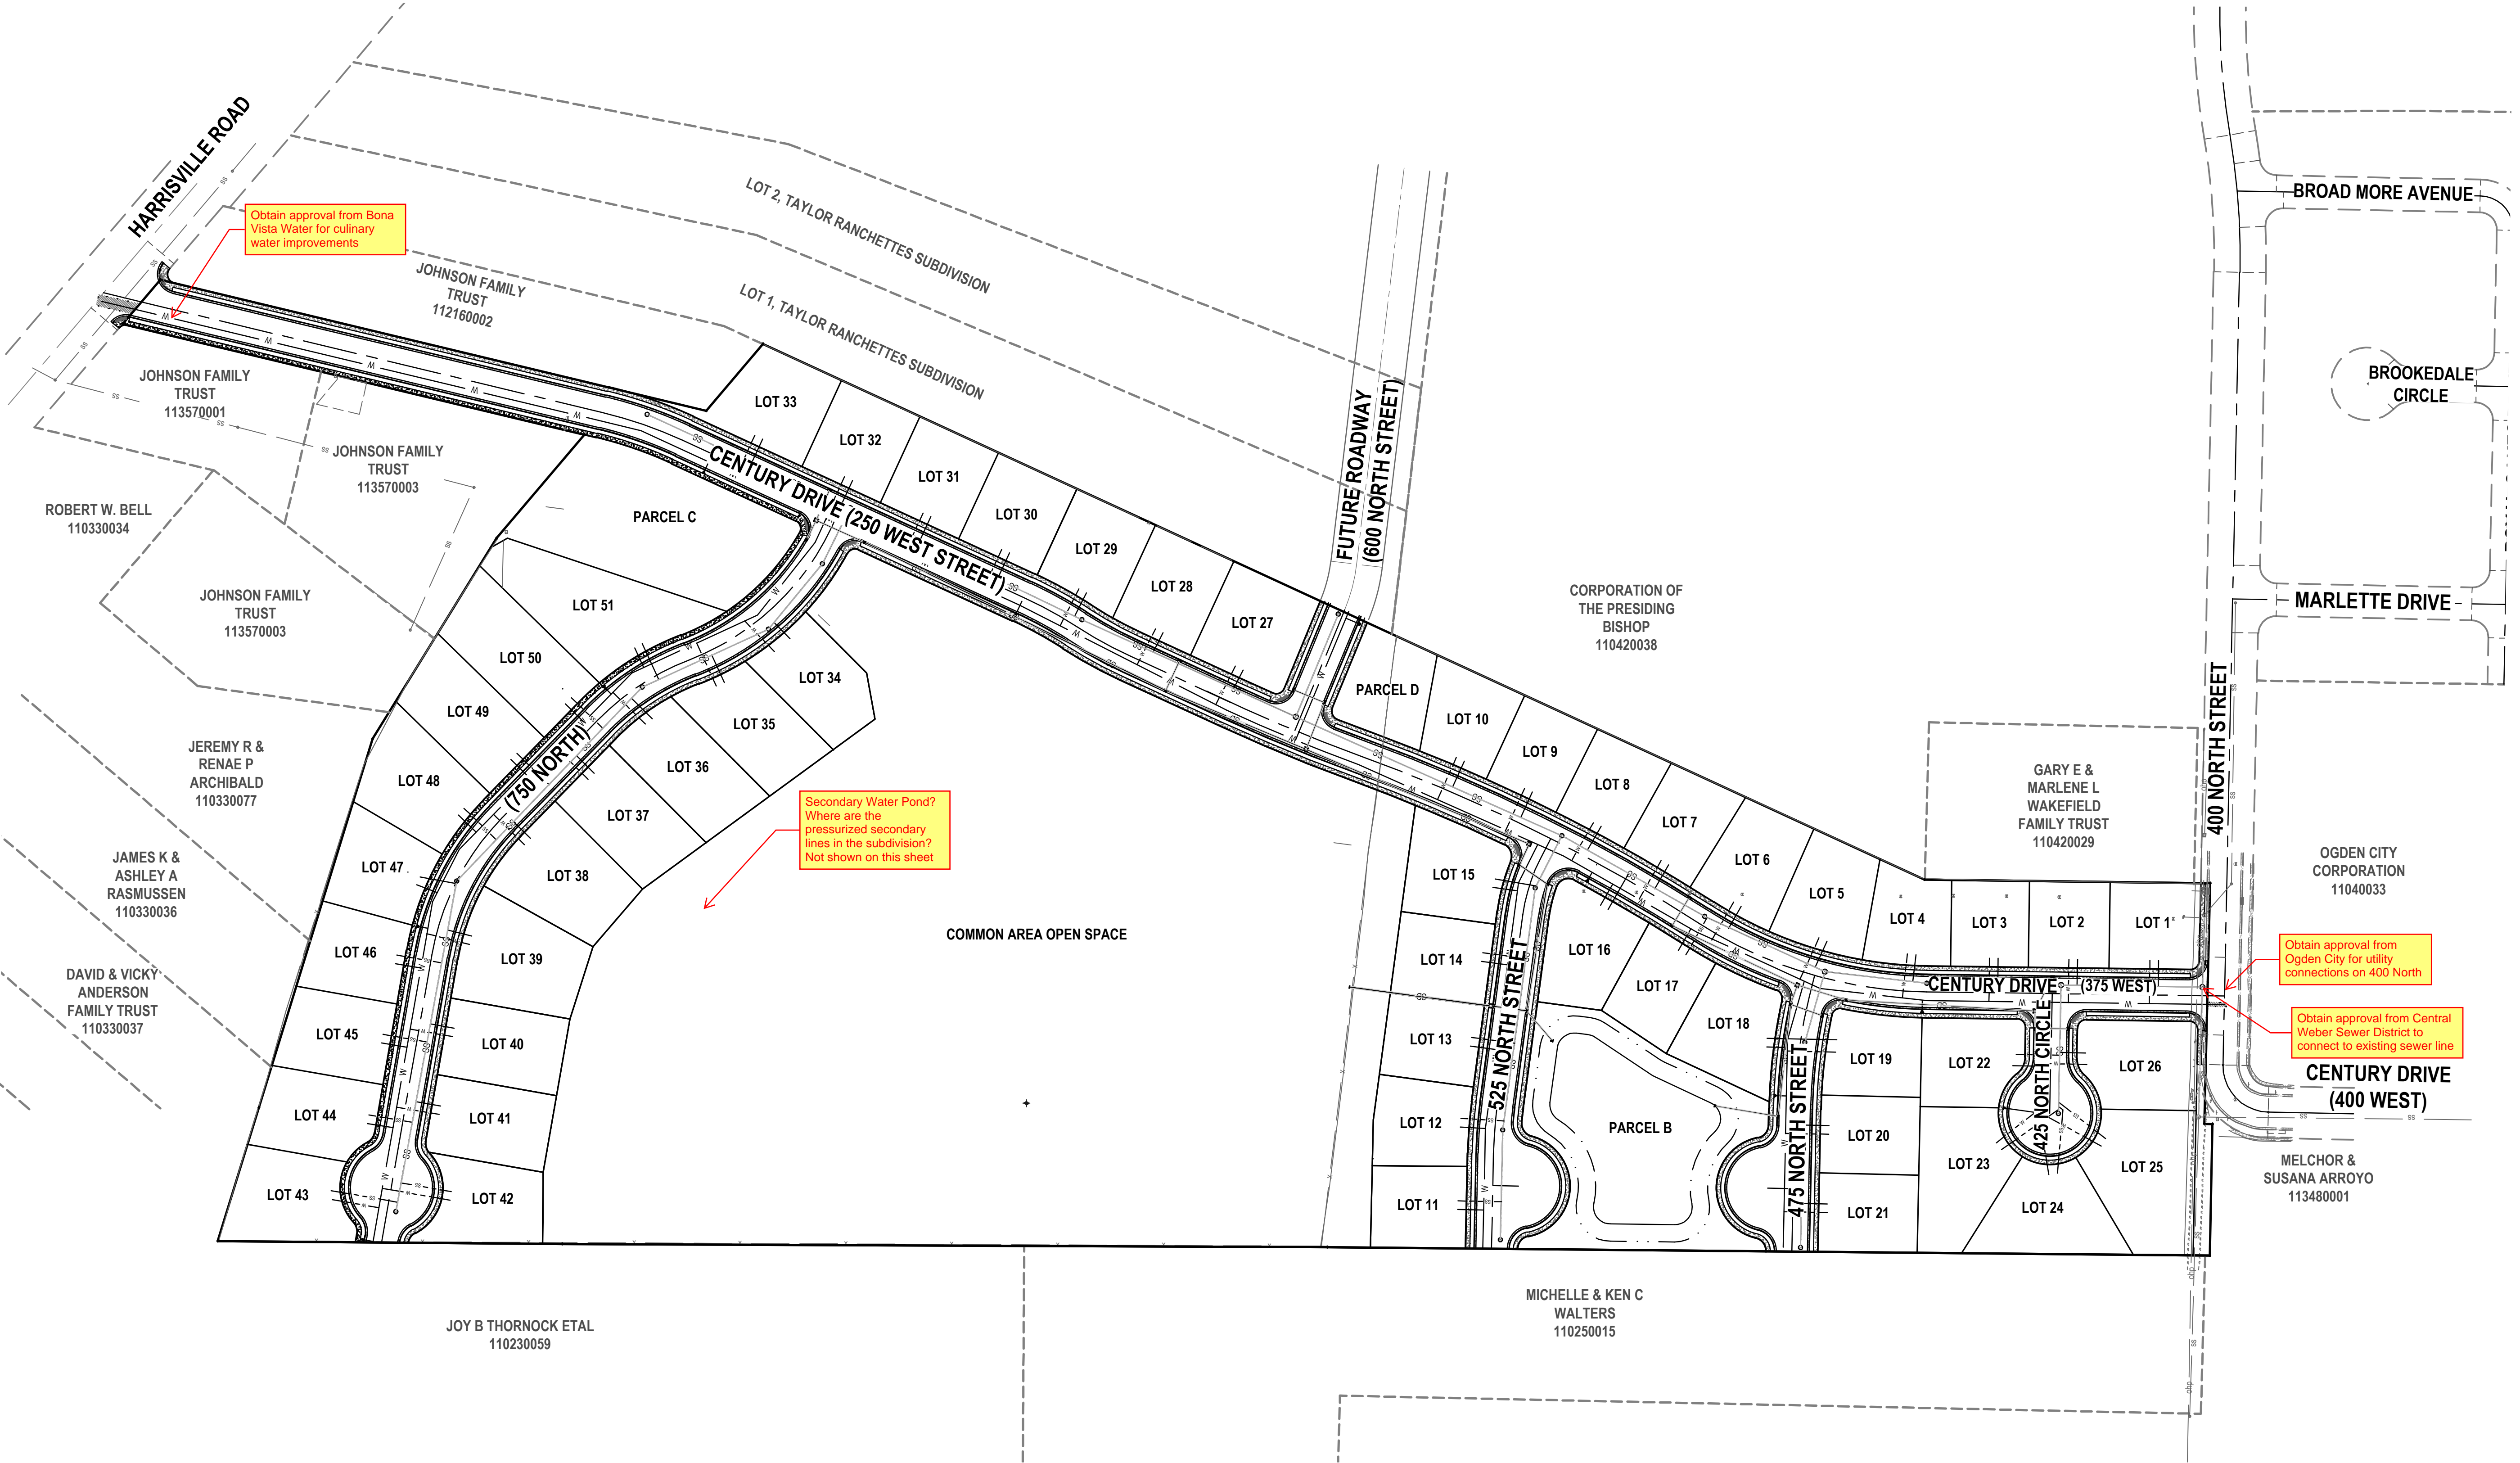 HARRISVILLE ROAD
Obtain approval from Bona
Vista Water for culinary
water improvements
JOHNSON FAMILY
TRUST
112160002
LOT 2, TAYLOR RANCHETTES SUBDIVISION
LOT 1, TAYLOR RANCHETTES SUBDIVISION
JOHNSON FAMILY
TRUST
113570001
JOHNSON FAMILY
TRUST
113570003
ROBERT W. BELL
110330034
JOHNSON FAMILY
TRUST
113570003
JEREMY R &
RENAE P
ARCHIBALD
110330077
JAMES K &
ASHLEY A
RASMUSSEN
110330036
DAVID & VICKY
ANDERSON
FAMILY TRUST
110330037
CENTURY DRIVE (250 WEST STREET)
PARCEL C
LOT 33
LOT 32
LOT 31
LOT 30
LOT 29
LOT 28
LOT 27
FUTURE ROADWAY
(600 NORTH STREET)
LOT 51
LOT 50
LOT 49
LOT 48
LOT 47
LOT 46
LOT 45
LOT 44
LOT 43
(750 NORTH)
LOT 34
LOT 35
LOT 36
LOT 37
LOT 38
LOT 39
LOT 40
LOT 41
LOT 42
Secondary Water Pond?
Where are the
pressurized secondary
lines in the subdivision?
Not shown on this sheet
COMMON AREA OPEN SPACE
CORPORATION OF
THE PRESIDING
BISHOP
110420038
PARCEL D
LOT 10
LOT 9
LOT 8
LOT 7
LOT 6
LOT 5
LOT 4
LOT 3
LOT 2
LOT 1
LOT 15
LOT 14
LOT 13
LOT 12
LOT 11
525 NORTH STREET
LOT 16
LOT 17
LOT 18
PARCEL B
475 NORTH STREET
LOT 19
LOT 20
LOT 21
CENTURY DRIVE (375 WEST)
LOT 22
LOT 23
LOT 24
LOT 25
LOT 26
425 NORTH CIRCLE
GARY E &
MARLENE L
WAKEFIELD
FAMILY TRUST
110420029
400 NORTH STREET
BROAD MORE AVENUE
BROOKEDALE
CIRCLE
MARLETTE DRIVE
OGDEN CITY
CORPORATION
11040033
Obtain approval from
Ogden City for utility
connections on 400 North
Obtain approval from Central
Weber Sewer District to
connect to existing sewer line
CENTURY DRIVE
(400 WEST)
MELCHOR &
SUSANA ARROYO
113480001
JOY B THORNOCK ETAL
110230059
MICHELLE & KEN C
WALTERS
110250015